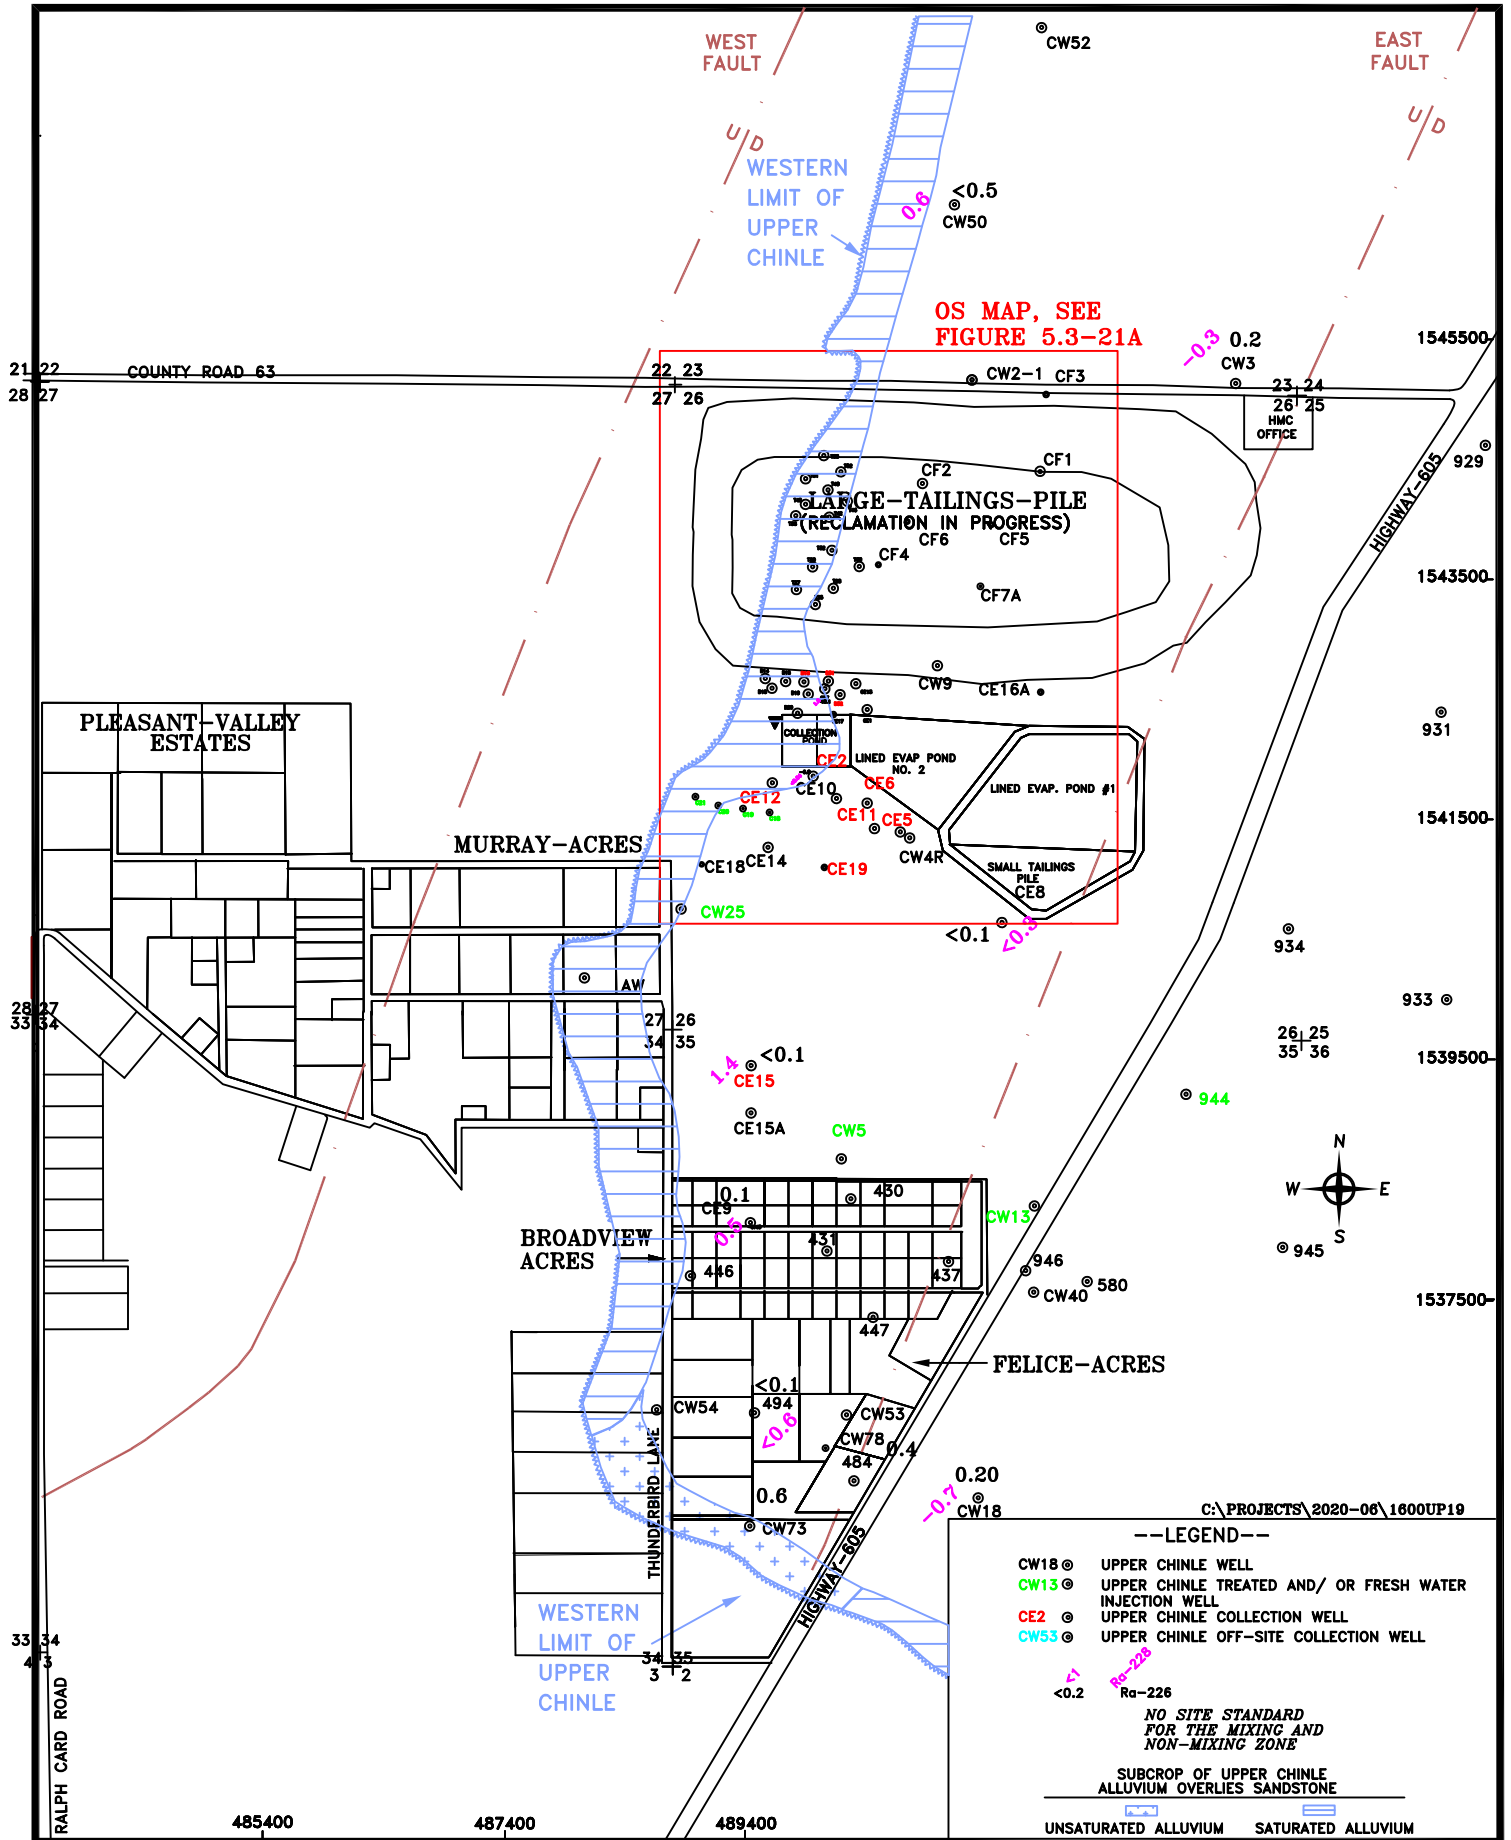 WEST
FAULT
EAST
FAULT
CW52
U/D
U/D
WESTERN
LIMIT OF
UPPER
CHINLE
0.6
<0.5
CW50
OS MAP, SEE
FIGURE 5.3-21A
-0.3
0.2
CW3
1545500
21 22
28 27
COUNTY ROAD 63
22 23
27 26
CW2-1
CF3
23 24
26 25
HMC
OFFICE
929
HIGHWAY-605
CF2
CF1
LARGE-TAILINGS-PILE
(RECLAMATION IN PROGRESS)
CF6
CF5
CF4
CF7A
1543500
CW9
CE16A
931
PLEASANT-VALLEY
ESTATES
COLLECTION
POND
CE2
LINED EVAP POND
NO. 2
LINED EVAP. POND #1
CE10
CE6
CE12
CE11
CE5
CW4R
1541500
MURRAY-ACRES
CE18
CE14
CE19
SMALL TAILINGS
PILE
CE8
CW25
<0.1
<0.3
934
AW
933
28 27
33 34
27 26
34 35
26 25
35 36
1539500
1.4
<0.1
CE15
944
CE15A
CW5
N
W E
S
0.1
CE9
430
CW13
0.5
BROADVIEW
ACRES
431
945
446
437
946
580
CW40
1537500
447
FELICE-ACRES
<0.1
494
CW54
CW53
<0.6
CW78
0.4
484
THUNDERBIRD LANE
0.6
0.20
-0.7
CW18
CW73
HIGHWAY-605
C:\PROJECTS\2020-06\1600UP19
--LEGEND--
CW18 UPPER CHINLE WELL
CW13 UPPER CHINLE TREATED AND/ OR FRESH WATER
INJECTION WELL
CE2 UPPER CHINLE COLLECTION WELL
CW53 UPPER CHINLE OFF-SITE COLLECTION WELL
<1 Ra-228
<0.2 Ra-226
NO SITE STANDARD
FOR THE MIXING AND
NON-MIXING ZONE
SUBCROP OF UPPER CHINLE
ALLUVIUM OVERLIES SANDSTONE
UNSATURATED ALLUVIUM SATURATED ALLUVIUM
WESTERN
LIMIT OF
UPPER
CHINLE
33 34
4 3
34 35
3 2
RALPH CARD ROAD
485400
487400
489400